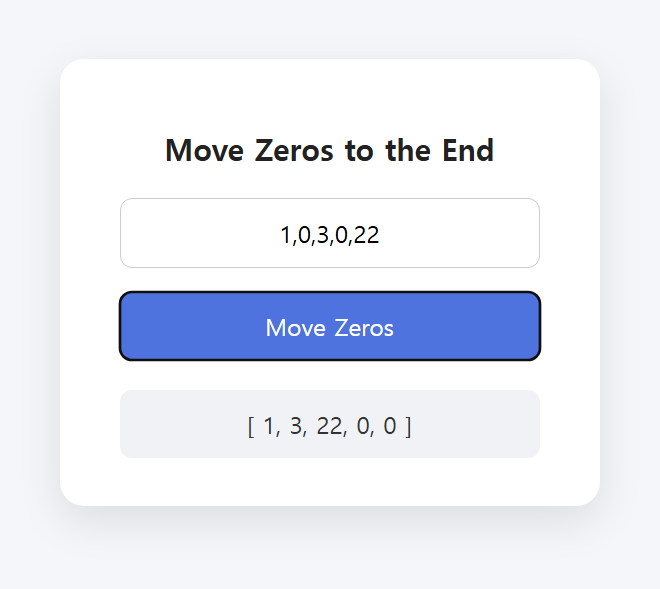 Move Zeros to the End
1,0,3,0,22
Move Zeros
[ 1, 3, 22, 0, 0 ]